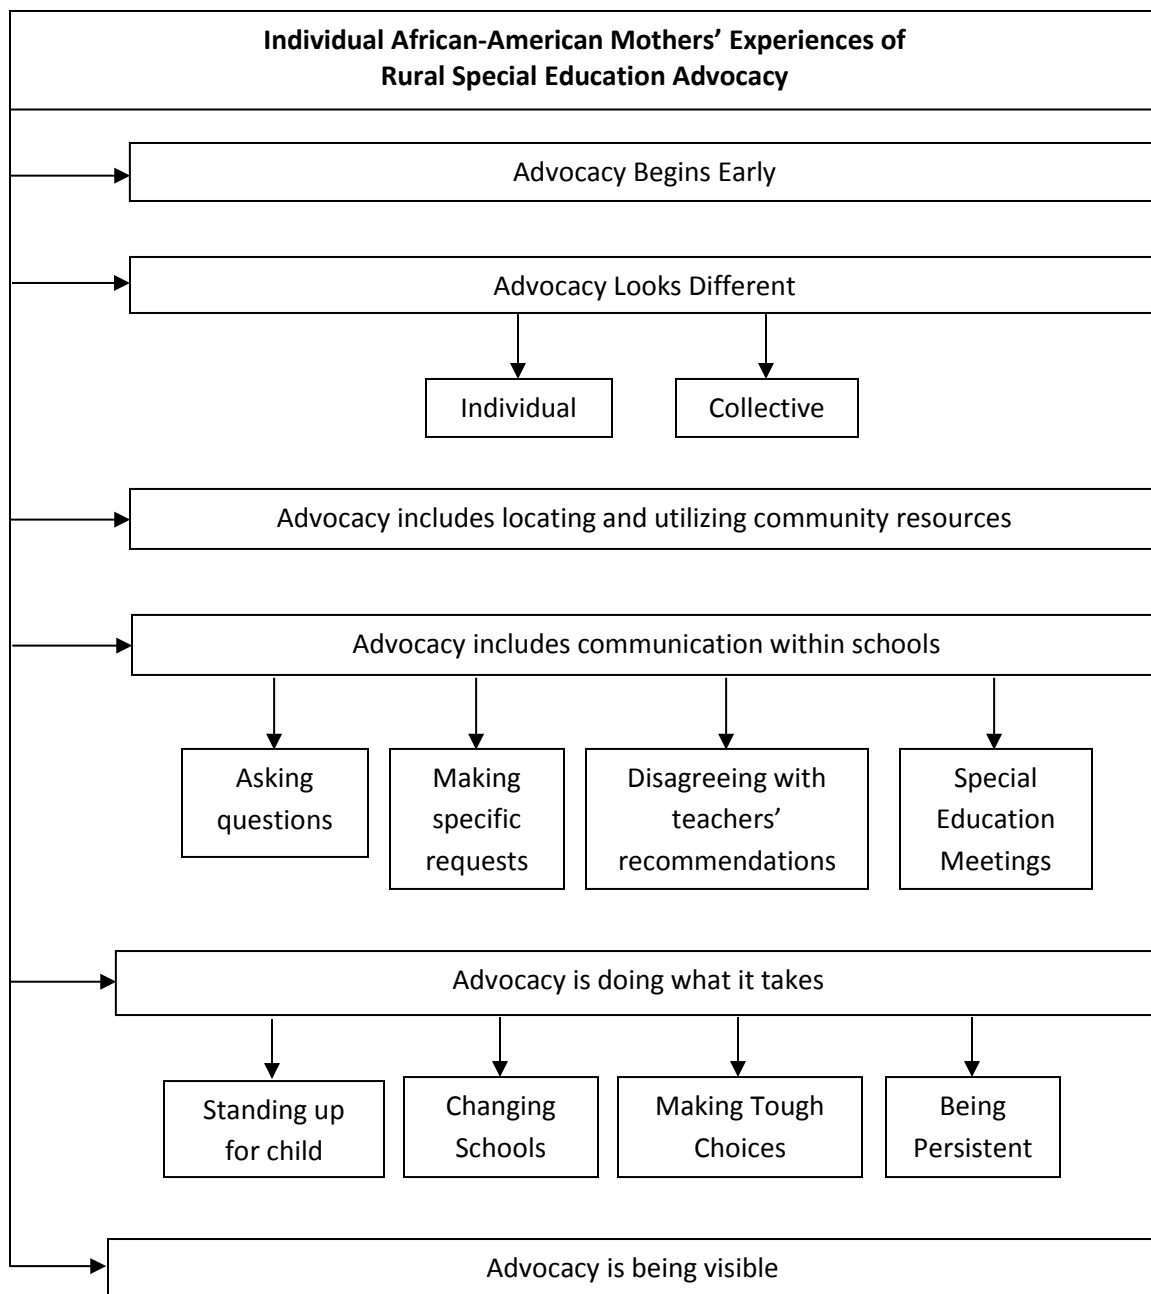 Individual African-American Mothers’ Experiences of
Rural Special Education Advocacy
Advocacy Begins Early
Advocacy Looks Different
Individual
Collective
Advocacy includes locating and utilizing community resources
Advocacy includes communication within schools
Asking
questions
Making
specific
requests
Disagreeing with
teachers’
recommendations
Special
Education
Meetings
Advocacy is doing what it takes
Standing up
for child
Changing
Schools
Making Tough
Choices
Being
Persistent
Advocacy is being visible